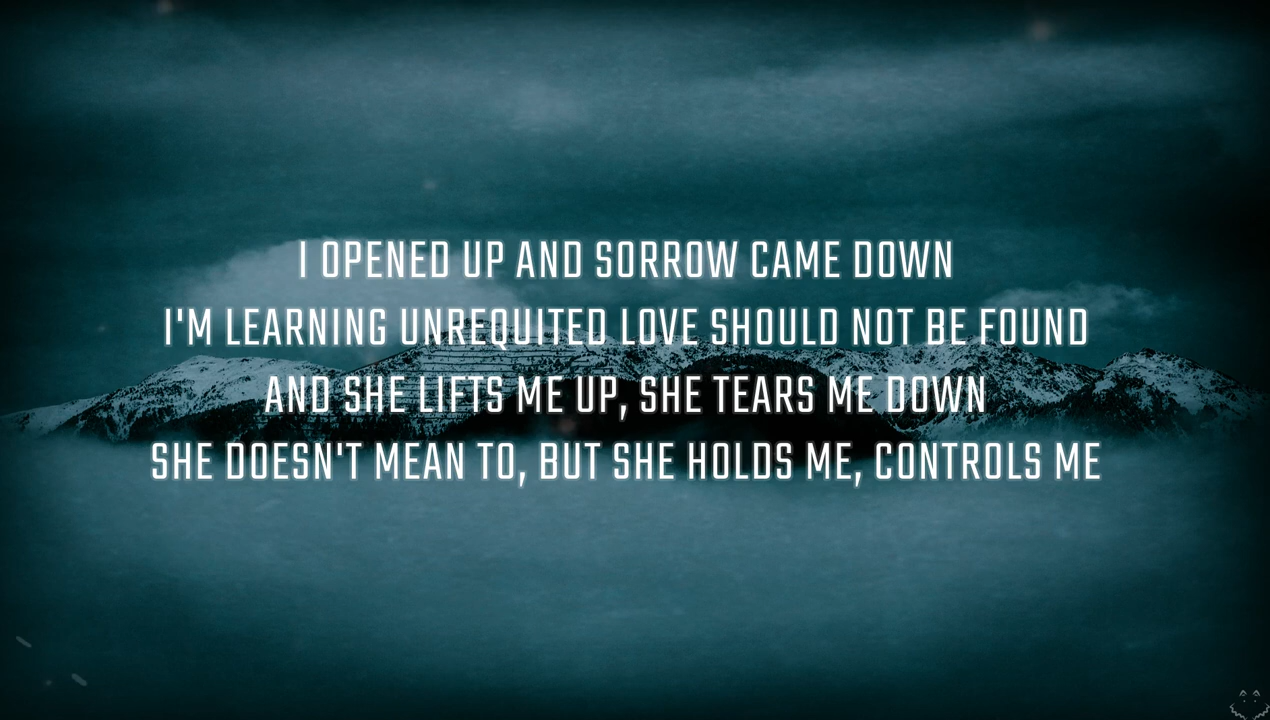 I OPENED UP AND SORROW CAME DOWN
I'M LEARNING UNREQUITED LOVE SHOULD NOT BE FOUND
AND SHE LIFTS ME UP, SHE TEARS ME DOWN
SHE DOESN'T MEAN TO, BUT SHE HOLDS ME, CONTROLS ME